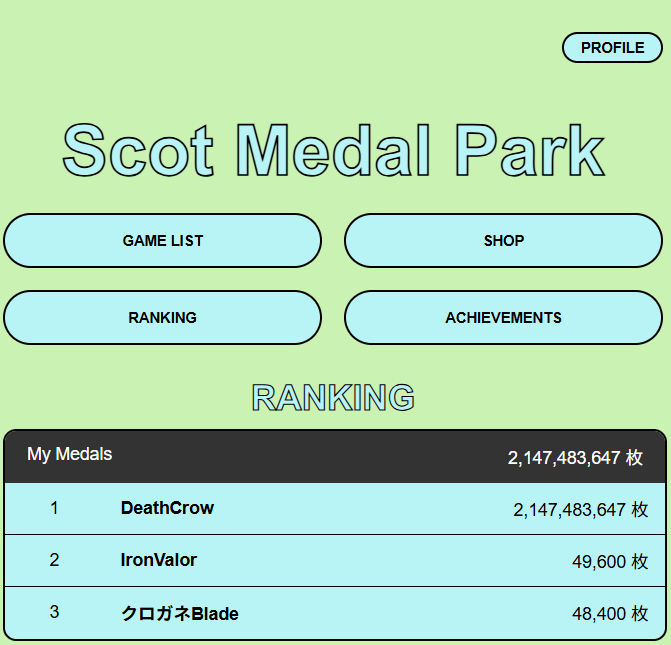 PROFILE
Scot Medal Park
GAME LIST
SHOP
RANKING
ACHIEVEMENTS
RANKING
My Medals 2,147,483,647 枚
1 DeathCrow 2,147,483,647 枚
2 IronValor 49,600 枚
3 クロガネBlade 48,400 枚